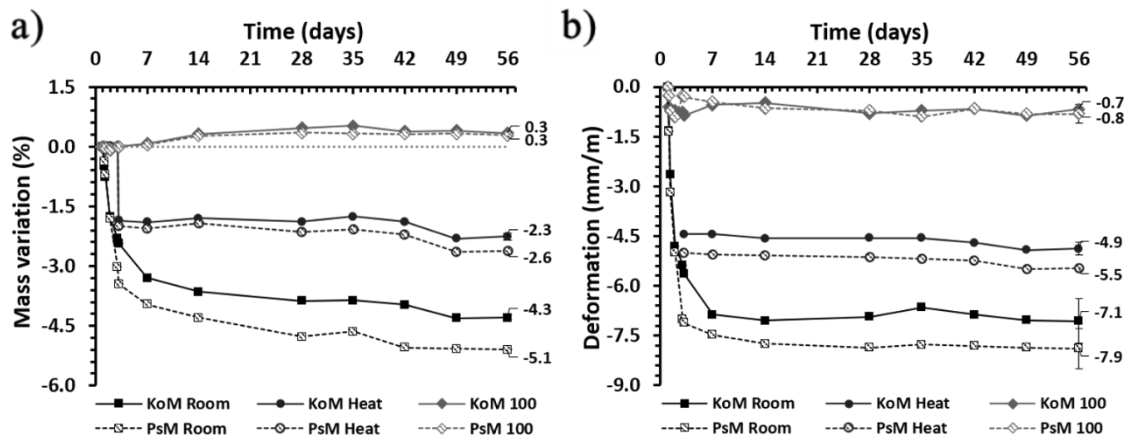 a)
Time (days)
0 7 14 21 28 35 42 49 56
1.5
0.0
-1.5
-3.0
-4.5
-6.0
Mass variation (%)
0.3
0.3
-2.3
-2.6
-4.3
-5.1
KoM Room KoM Heat KoM 100
PsM Room PsM Heat PsM 100
b)
Time (days)
0 7 14 21 28 35 42 49 56
0.0
-1.5
-3.0
-4.5
-6.0
-7.5
-9.0
Deformation (mm/m)
-0.7
-0.8
-4.9
-5.5
-7.1
-7.9
KoM Room KoM Heat KoM 100
PsM Room PsM Heat PsM 100